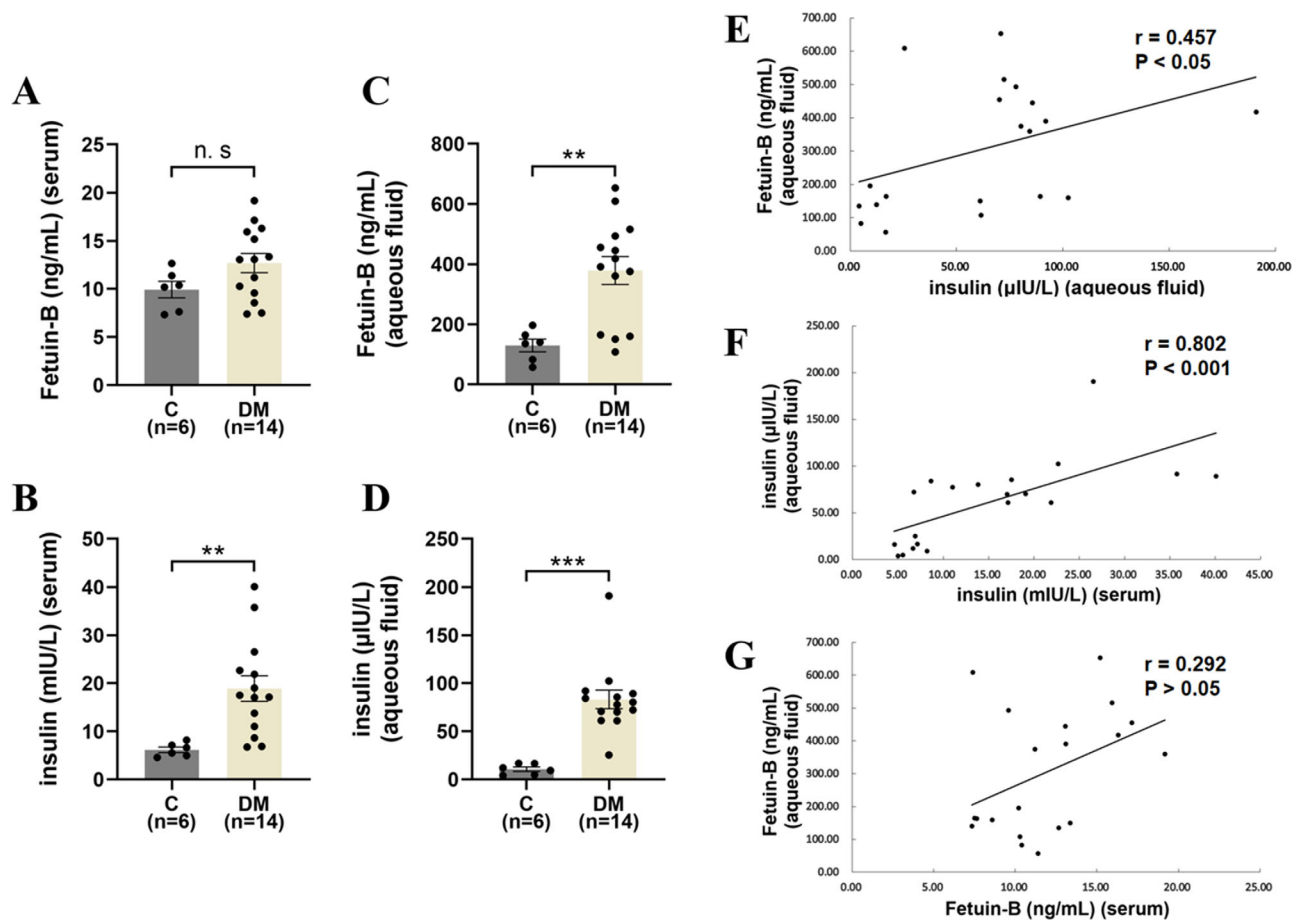 A
Fetuin-B (ng/mL) (serum)
n. s
25
20
15
10
5
0
C
(n=6)
DM
(n=14)
B
insulin (mIU/L) (serum)
**
50
40
30
20
10
0
C
(n=6)
DM
(n=14)
C
Fetuin-B (ng/mL)
(aqueous fluid)
**
800
600
400
200
0
C
(n=6)
DM
(n=14)
D
insulin (μIU/L)
(aqueous fluid)
***
250
200
150
100
50
0
C
(n=6)
DM
(n=14)
E
Fetuin-B (ng/mL)
(aqueous fluid)
r = 0.457
P < 0.05
700.00
600.00
500.00
400.00
300.00
200.00
100.00
0.00
0.00 50.00 100.00 150.00 200.00
insulin (μIU/L) (aqueous fluid)
F
insulin (μIU/L)
(aqueous fluid)
r = 0.802
P < 0.001
250.00
200.00
150.00
100.00
50.00
0.00
0.00 5.00 10.00 15.00 20.00 25.00 30.00 35.00 40.00 45.00
insulin (mIU/L) (serum)
G
Fetuin-B (ng/mL)
(aqueous fluid)
r = 0.292
P > 0.05
700.00
600.00
500.00
400.00
300.00
200.00
100.00
0.00
0.00 5.00 10.00 15.00 20.00 25.00
Fetuin-B (ng/mL) (serum)